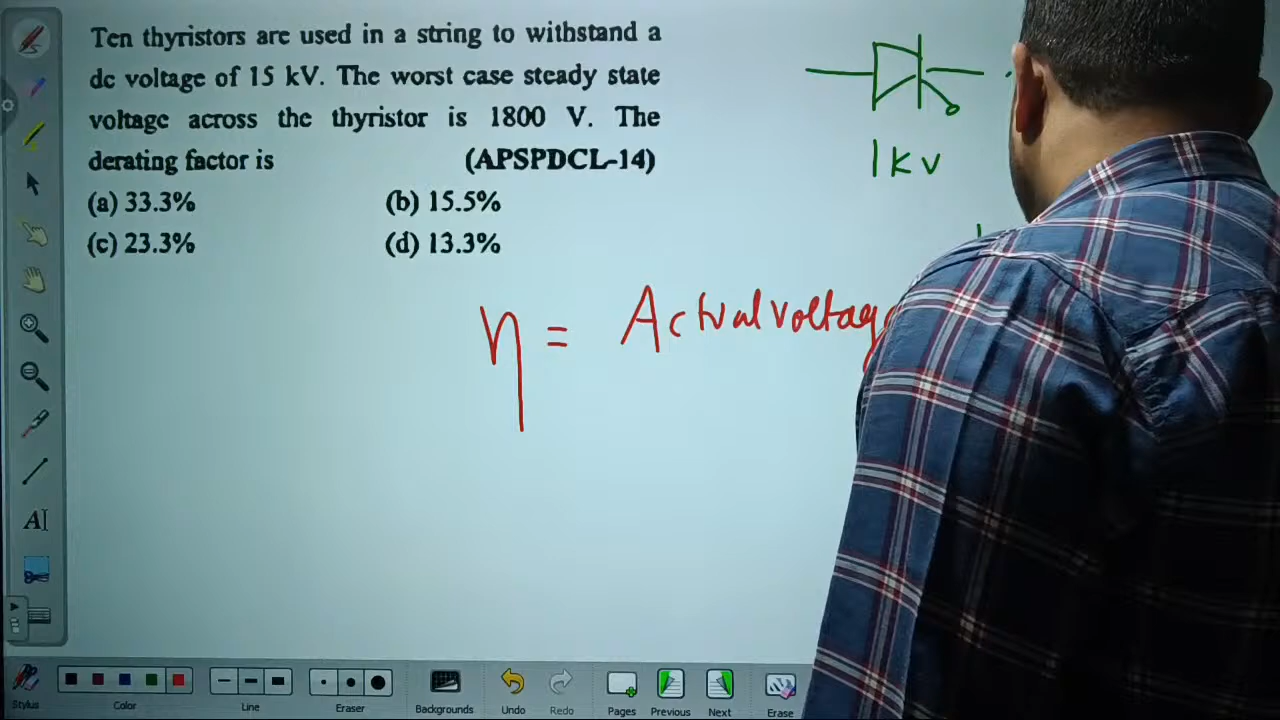 Ten thyristors are used in a string to withstand a
dc voltage of 15 kV. The worst case steady state
voltage across the thyristor is 1800 V. The
derating factor is (APSPDCL-14)
(a) 33.3% (b) 15.5%
(c) 23.3% (d) 13.3%
1kv
η = Actual voltage
A
Stylus
Color
Line
Eraser
Backgrounds
Undo
Redo
Pages
Previous
Next
Erase